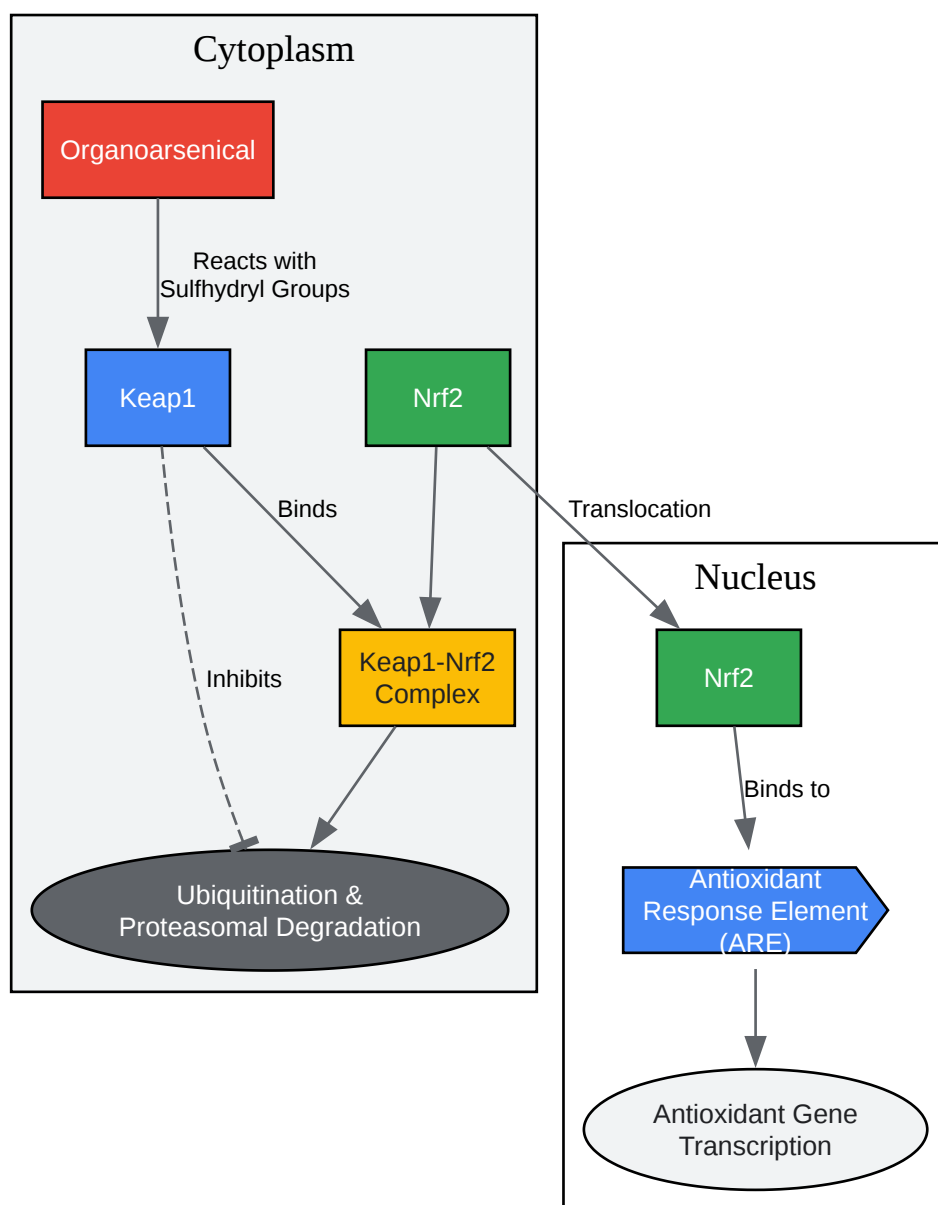 Cytoplasm
Organoarsenical
Reacts with
Sulfhydryl Groups
Keap1
Nrf2
Binds
Translocation
Nucleus
Keap1-Nrf2
Complex
Nrf2
Inhibits
Binds to
Ubiquitination &
Proteasomal Degradation
Antioxidant
Response Element
(ARE)
Antioxidant Gene
Transcription